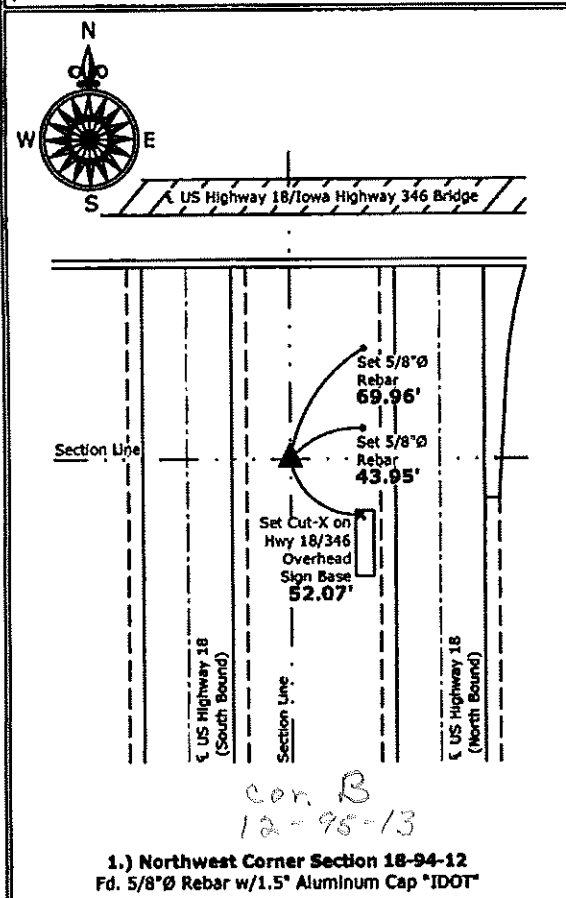 N
W
E
S
℄ US Highway 18/Iowa Highway 346 Bridge
Set 5/8"Ø
Rebar
69.96'
Set 5/8"Ø
Rebar
43.95'
Section Line
Set Cut-X on
Hwy 18/346
Overhead
Sign Base
52.07'
℄ US Highway 18
(South Bound)
Section Line
℄ US Highway 18
(North Bound)
Cor. B
12-95-13
1.) Northwest Corner Section 18-94-12
Fd. 5/8"Ø Rebar w/1.5" Aluminum Cap "IDOT"